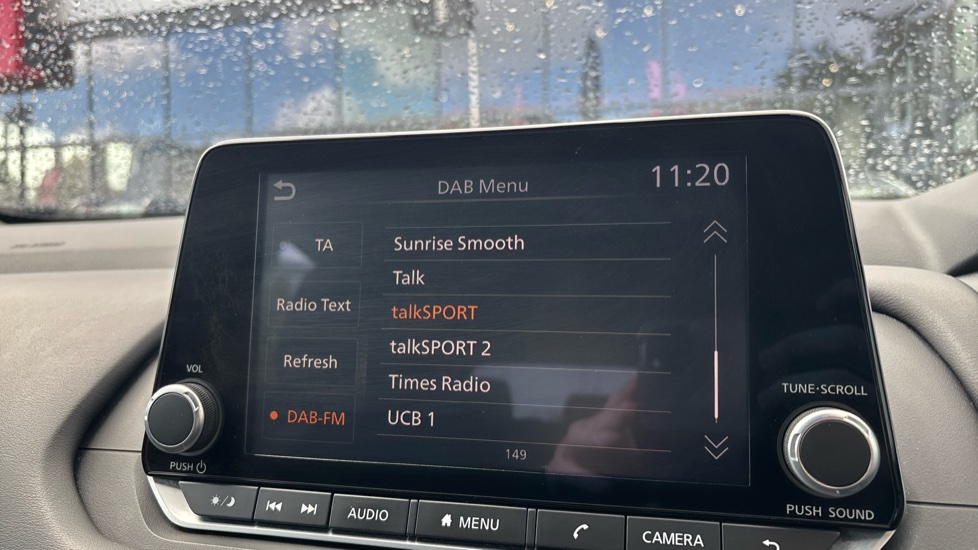 DAB Menu
11:20
TA
Radio Text
Refresh
DAB-FM
Sunrise Smooth
Talk
talkSPORT
talkSPORT 2
Times Radio
UCB 1
149
VOL
PUSH
TUNE·SCROLL
PUSH SOUND
AUDIO
MENU
CAMERA